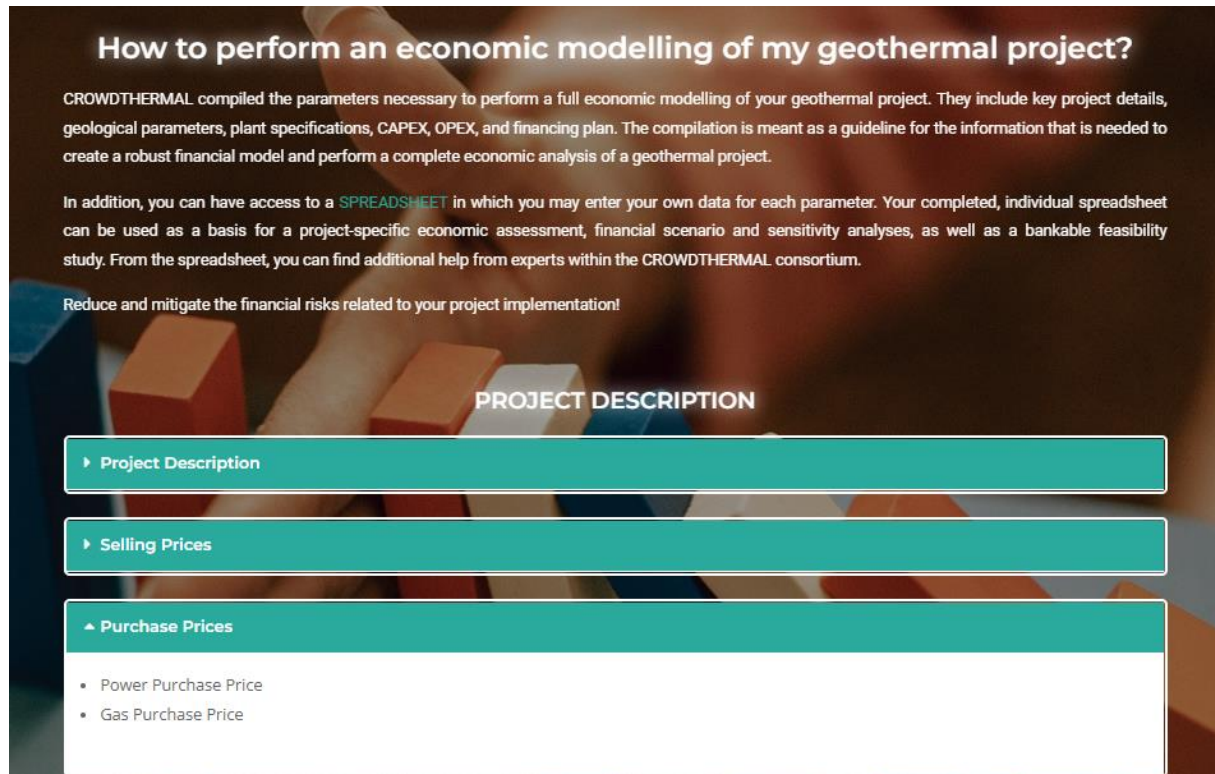 How to perform an economic modelling of my geothermal project?
CROWDTHERMAL compiled the parameters necessary to perform a full economic modelling of your geothermal project. They include key project details,
geological parameters, plant specifications, CAPEX, OPEX, and financing plan. The compilation is meant as a guideline for the information that is needed to
create a robust financial model and perform a complete economic analysis of a geothermal project.
In addition, you can have access to a SPREADSHEET in which you may enter your own data for each parameter. Your completed, individual spreadsheet
can be used as a basis for a project-specific economic assessment, financial scenario and sensitivity analyses, as well as a bankable feasibility
study. From the spreadsheet, you can find additional help from experts within the CROWDTHERMAL consortium.
Reduce and mitigate the financial risks related to your project implementation!
PROJECT DESCRIPTION
Project Description
Selling Prices
Purchase Prices
• Power Purchase Price
• Gas Purchase Price